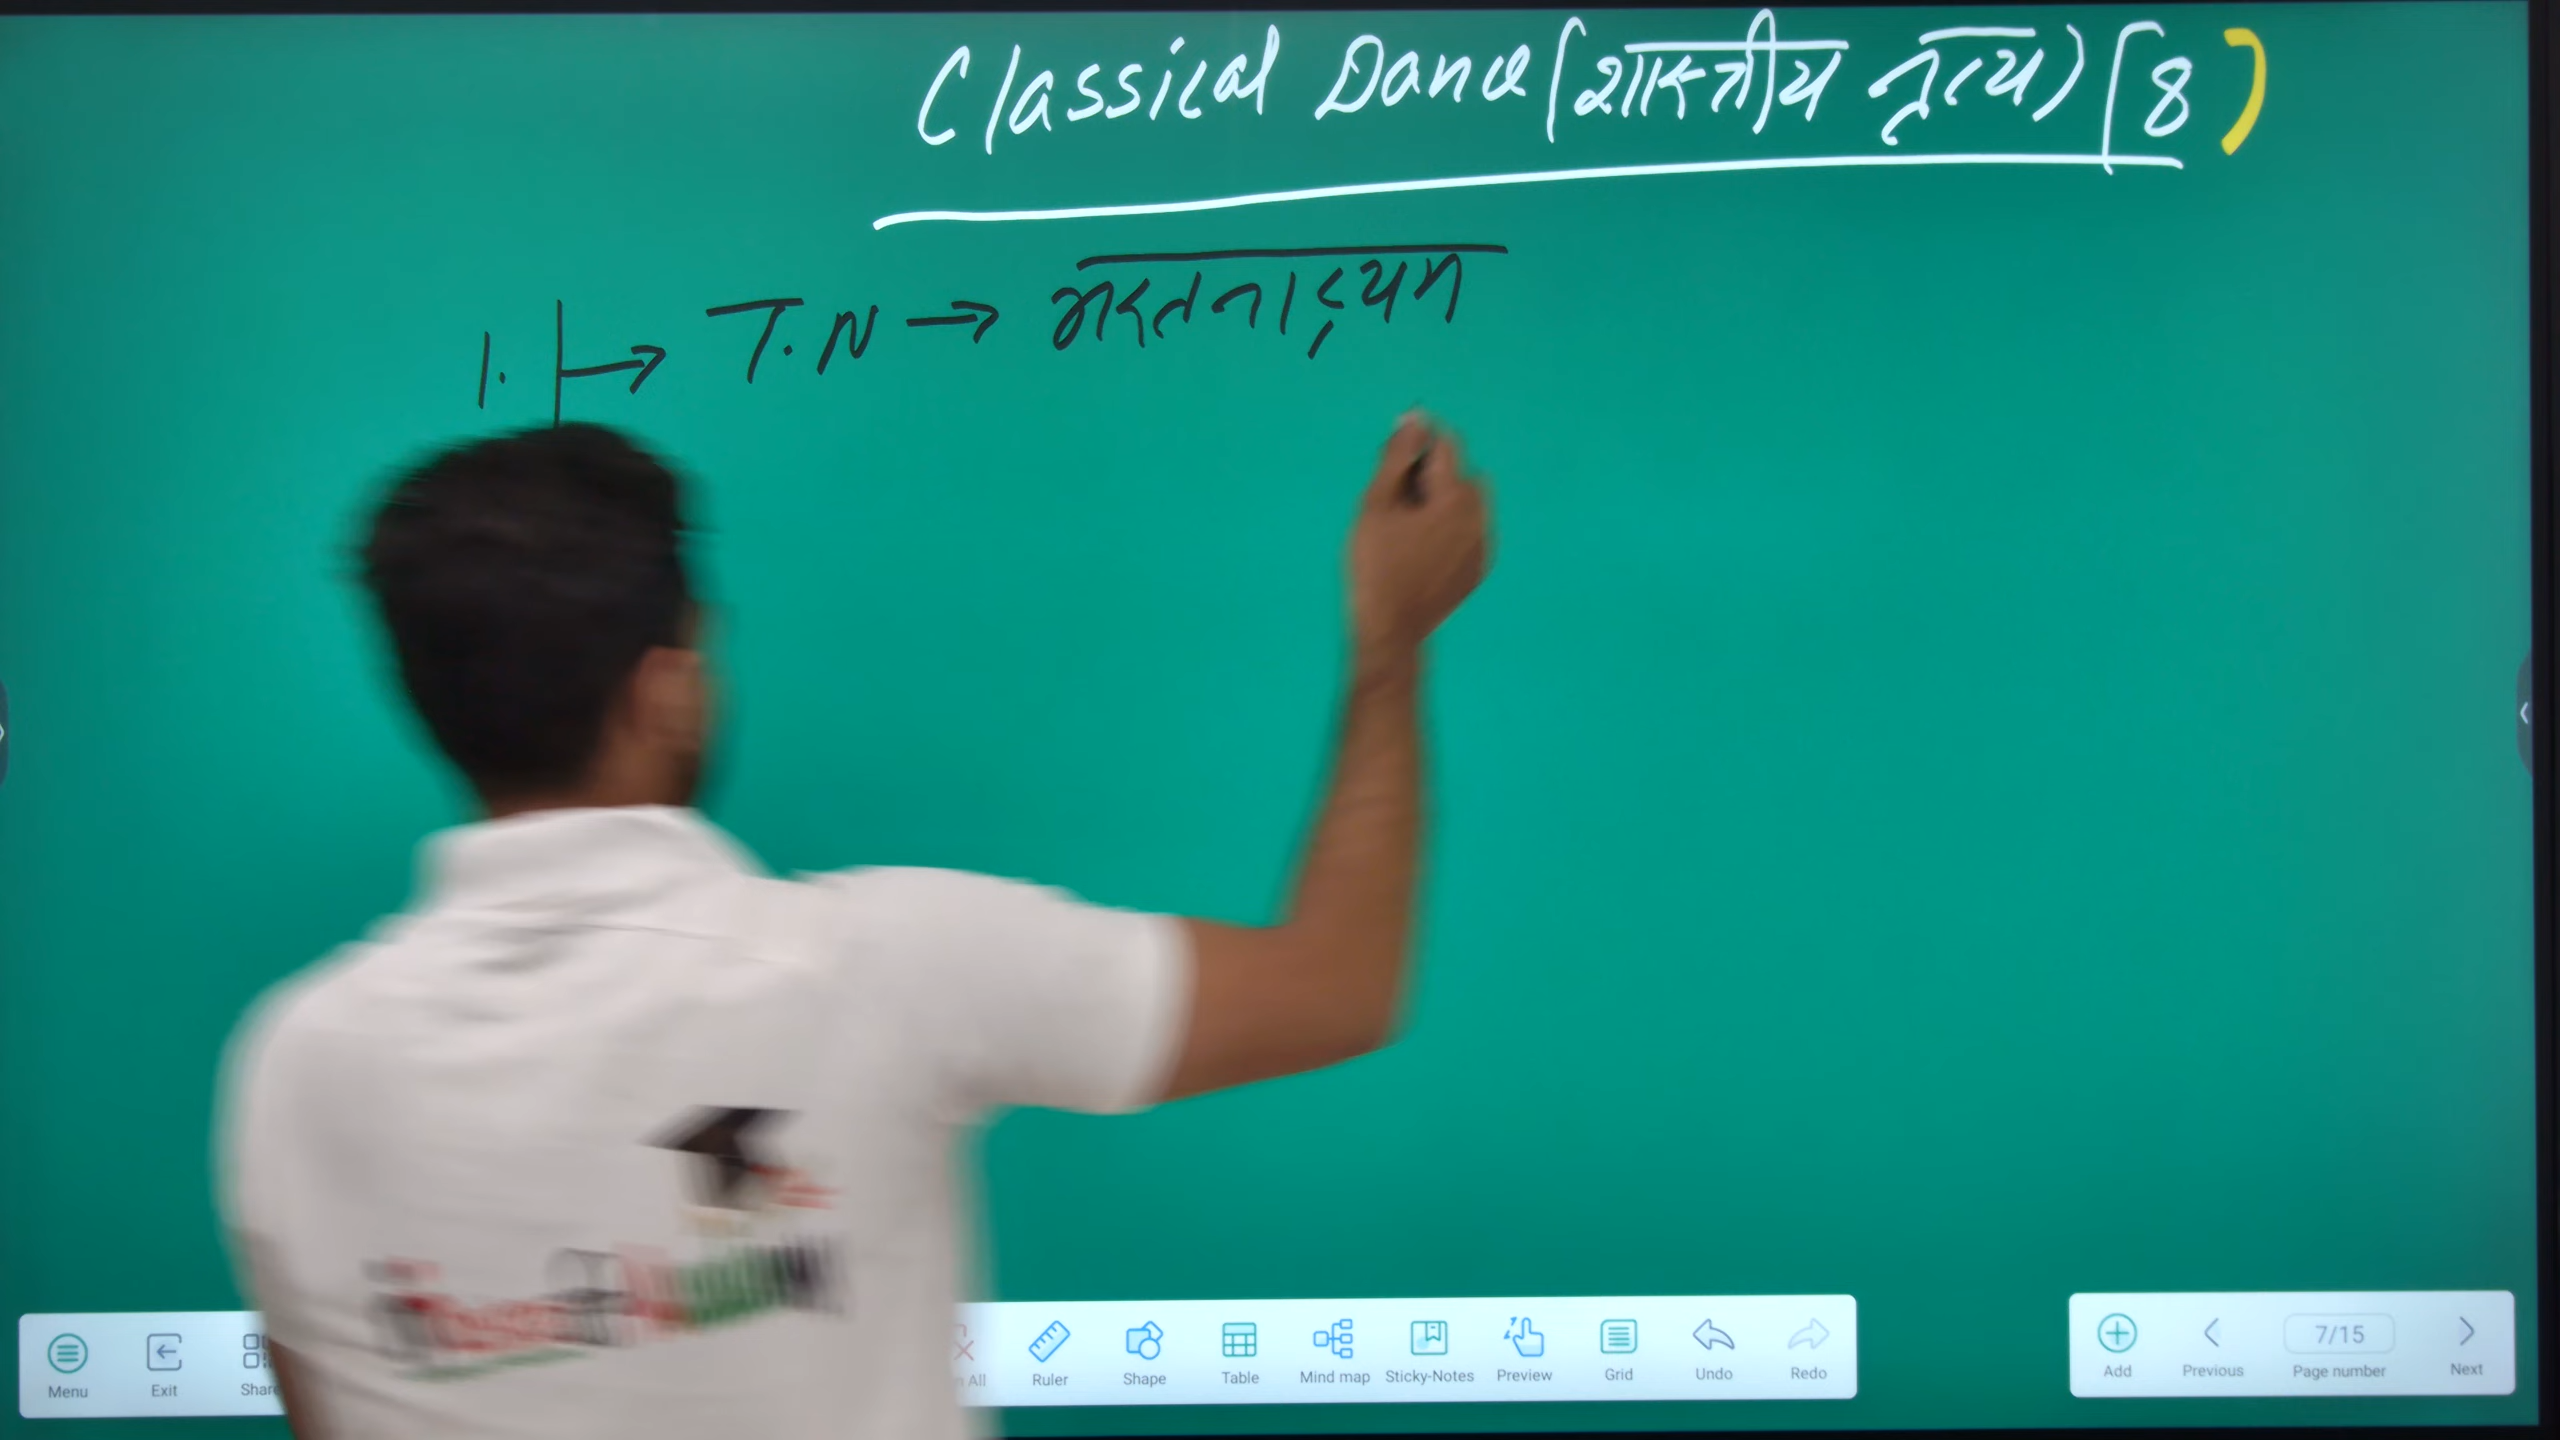 Classical Dance (शास्त्रीय नृत्य) (8)
1. → T.N → भरतनाट्यम
Menu Exit Share Ruler Shape Table Mind map Sticky-Notes Preview Grid Undo Redo Add Previous 7/15 Page number Next